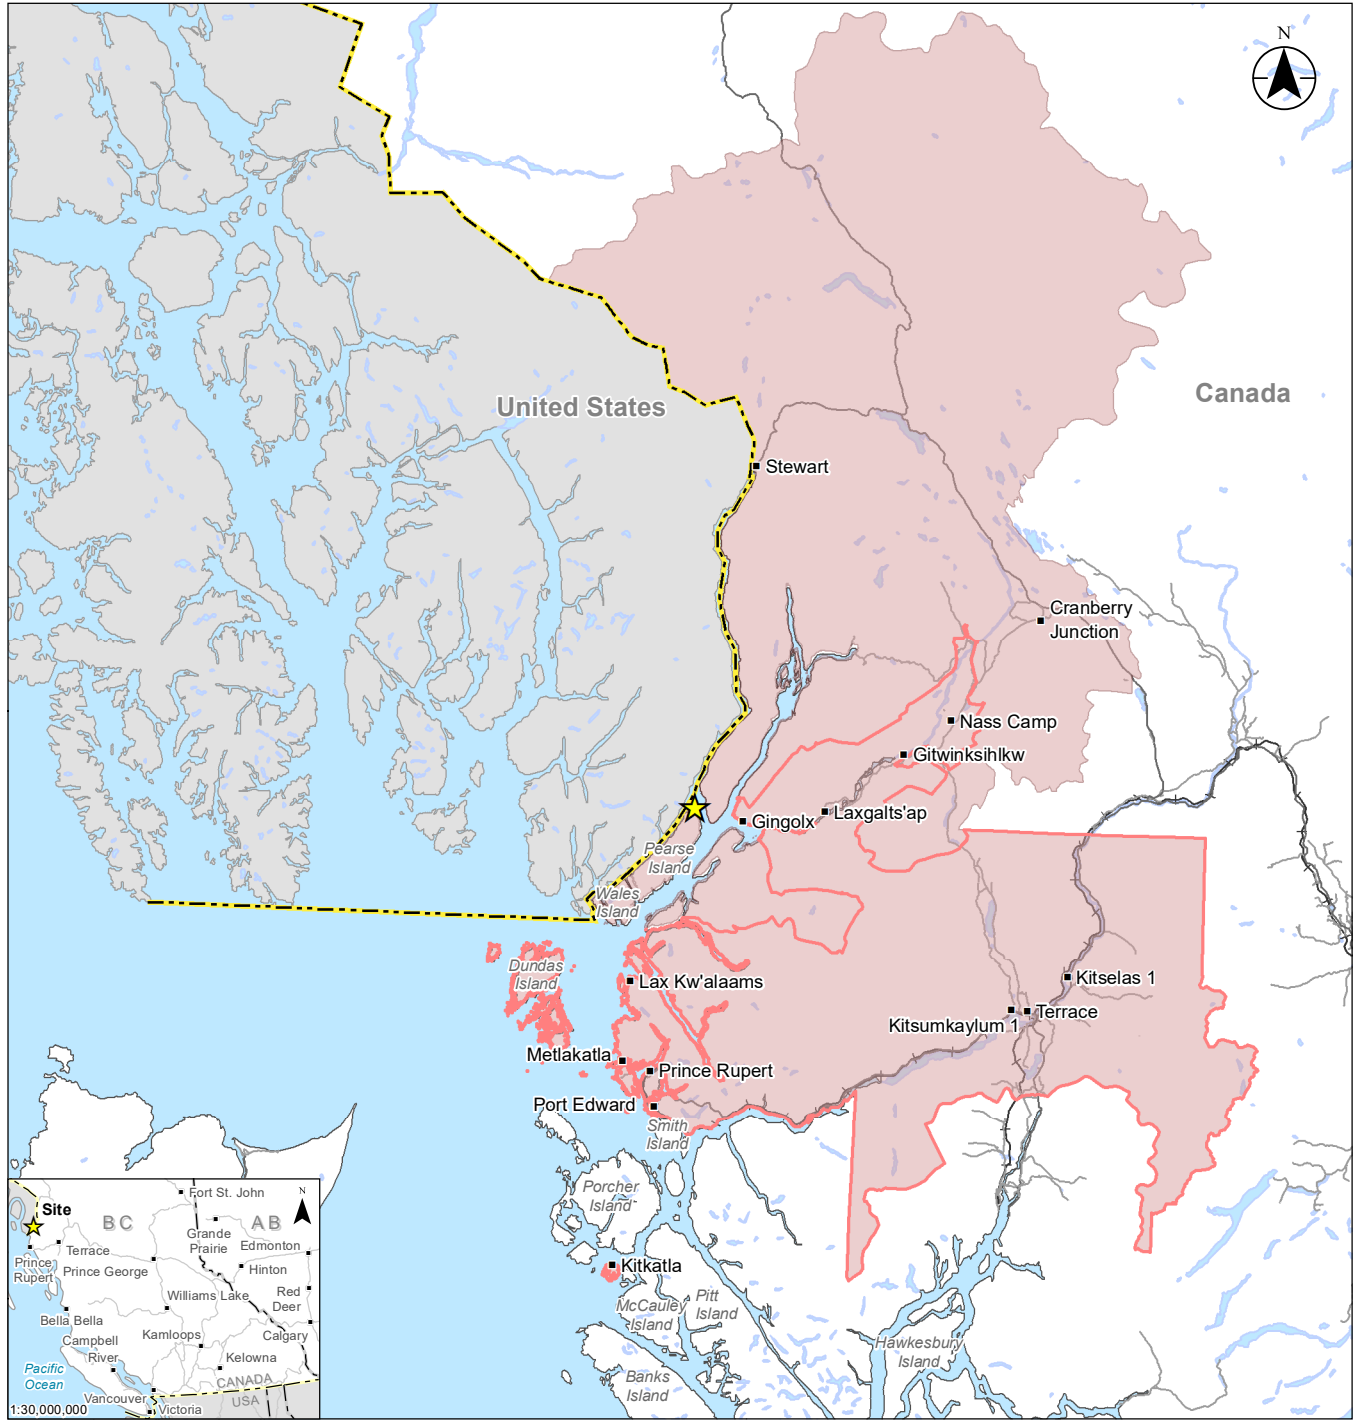 N
United States
Canada
Stewart
Cranberry
Junction
Nass Camp
Gitwinksihlkw
Laxgalts'ap
Gingolx
Pearse
Island
Wales
Island
Dundas
Island
Lax Kw'alaams
Kitselas 1
Terrace
Kitsumkaylum 1
Metlakatla
Prince Rupert
Port Edward
Smith
Island
Porcher
Island
Kitkatla
McCauley
Island
Pitt
Island
Hawkesbury
Island
Banks
Island
N
Fort St. John
Site
BC
AB
Grande
Prairie
Edmonton
Terrace
Prince
Rupert
Prince George
Hinton
Williams Lake
Red
Deer
Bella Bella
Campbell
River
Kamloops
Calgary
Kelowna
Pacific
Ocean
CANADA
USA
Vancouver
Victoria
1:30,000,000